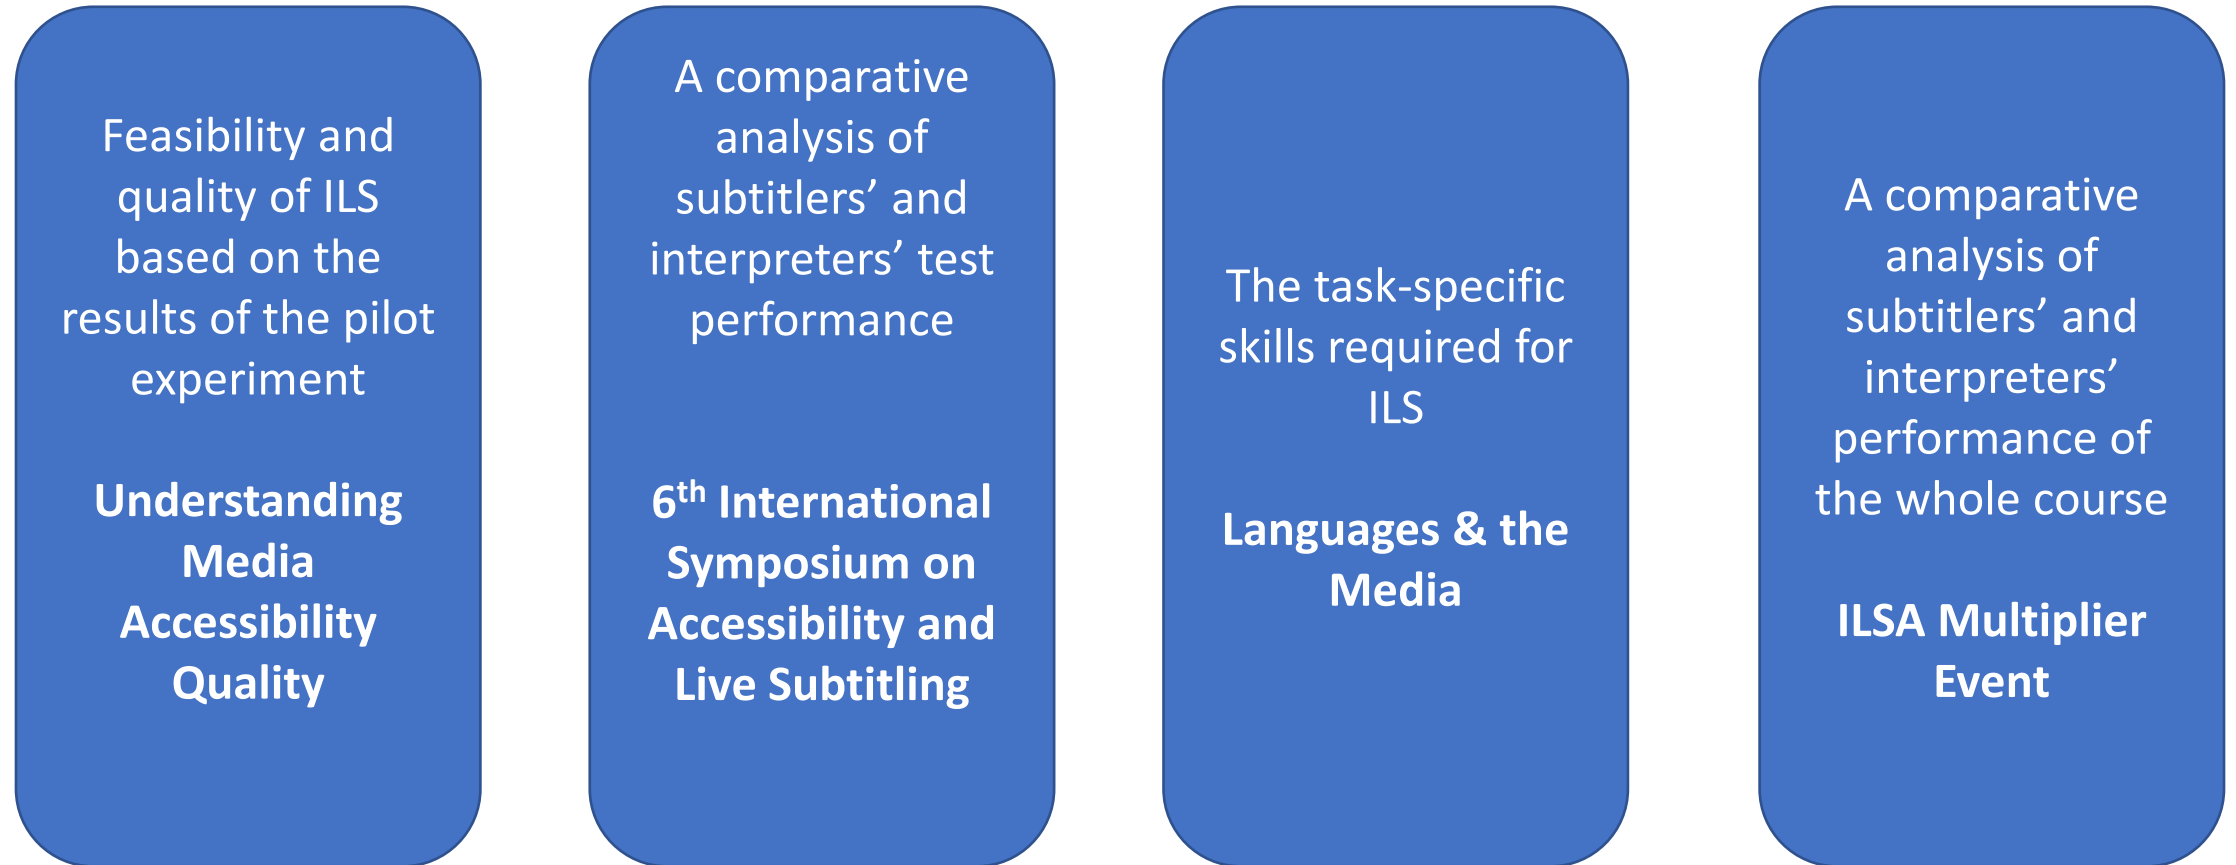 Feasibility and
quality of ILS
based on the
results of the pilot
experiment
Understanding
Media
Accessibility
Quality
A comparative
analysis of
subtitlers’ and
interpreters’ test
performance
6th International
Symposium on
Accessibility and
Live Subtitling
The task-specific
skills required for
ILS
Languages & the
Media
A comparative
analysis of
subtitlers’ and
interpreters’
performance of
the whole course
ILSA Multiplier
Event